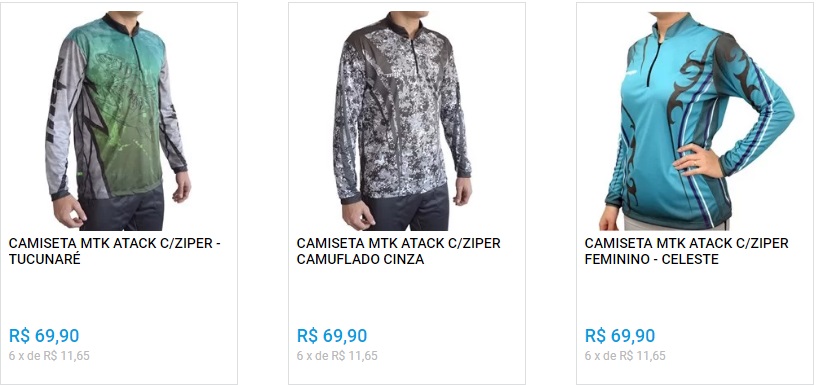 CAMISETA MTK ATACK C/ZIPER -
TUCUNARÉ
R$ 69,90
6 x de R$ 11,65
CAMISETA MTK ATACK C/ZIPER
CAMUFLADO CINZA
R$ 69,90
6 x de R$ 11,65
CAMISETA MTK ATACK C/ZIPER
FEMININO - CELESTE
R$ 69,90
6 x de R$ 11,65